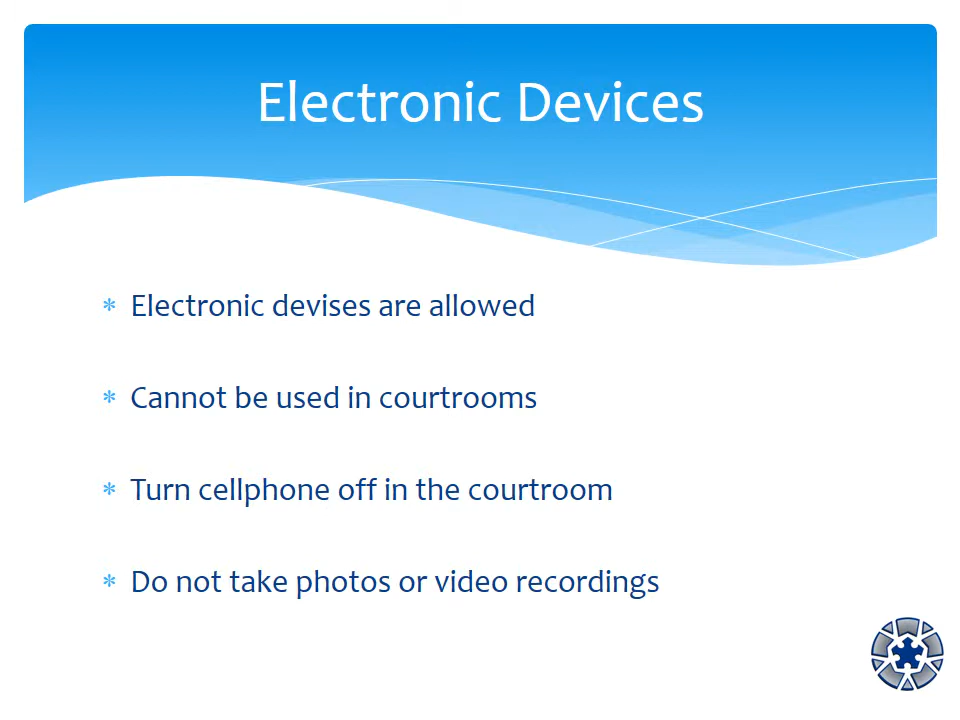 Electronic Devices
* Electronic devises are allowed
* Cannot be used in courtrooms
* Turn cellphone off in the courtroom
* Do not take photos or video recordings